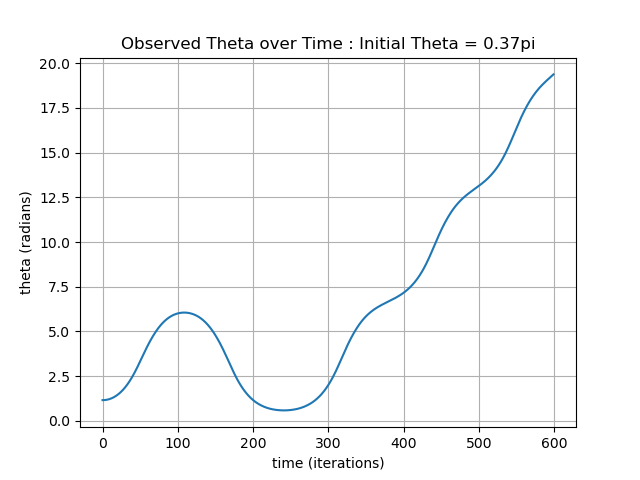 Observed Theta over Time : Initial Theta = 0.37pi
20.0
17.5
15.0
12.5
10.0
7.5
5.0
2.5
0.0
theta (radians)
0 100 200 300 400 500 600
time (iterations)